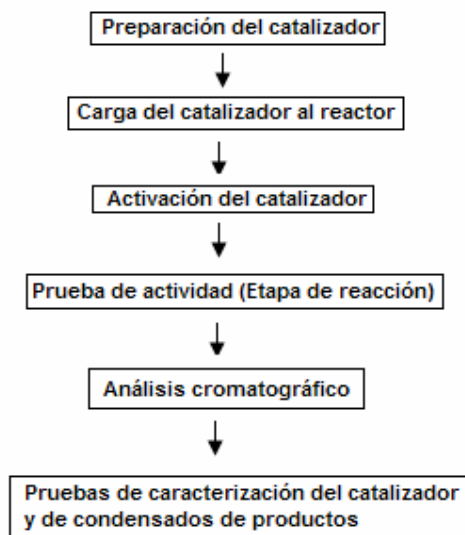 Preparación del catalizador
Carga del catalizador al reactor
Activación del catalizador
Prueba de actividad (Etapa de reacción)
Análisis cromatográfico
Pruebas de caracterización del catalizador
y de condensados de productos